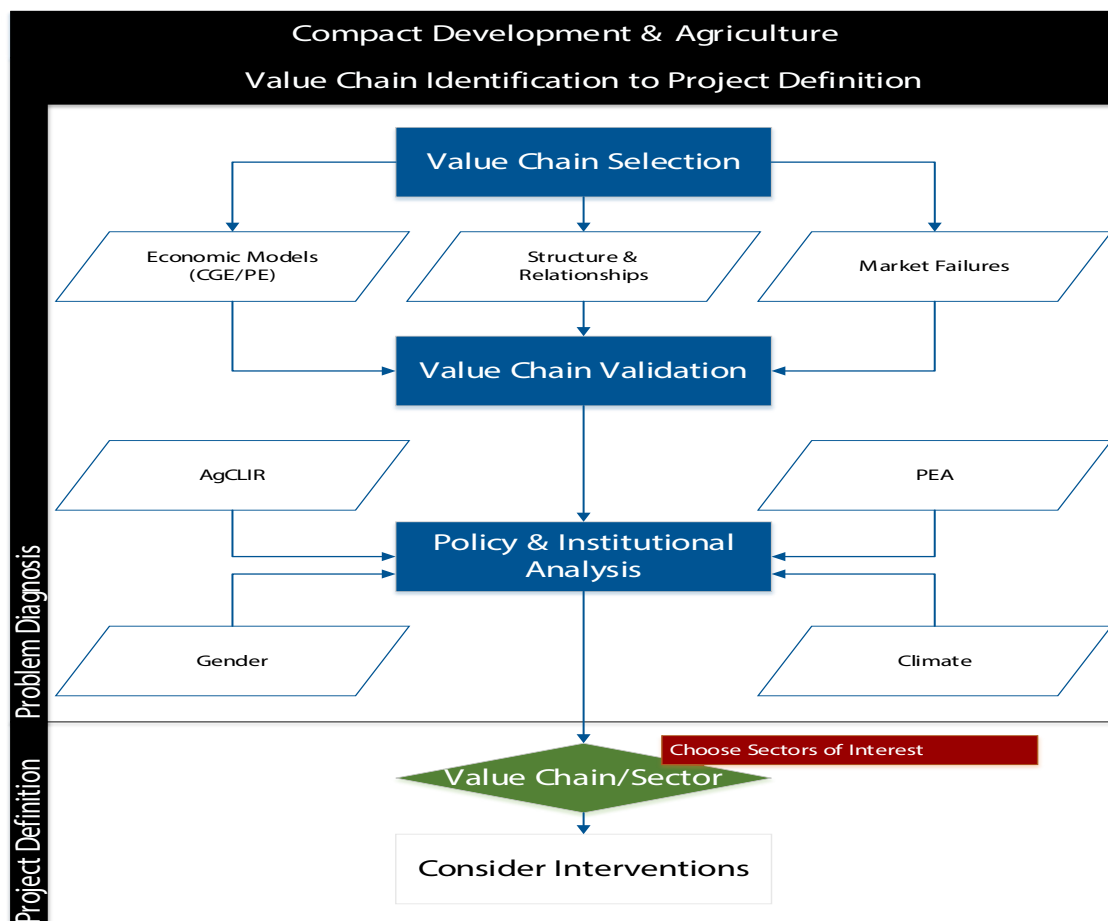 Compact Development & Agriculture
Value Chain Identification to Project Definition
Value Chain Selection
Economic Models
(CGE/PE)
Structure &
Relationships
Market Failures
Value Chain Validation
AgCLIR
PEA
Policy & Institutional
Analysis
Gender
Climate
Problem Diagnosis
Choose Sectors of Interest
Value Chain/Sector
Consider Interventions
Project Definition